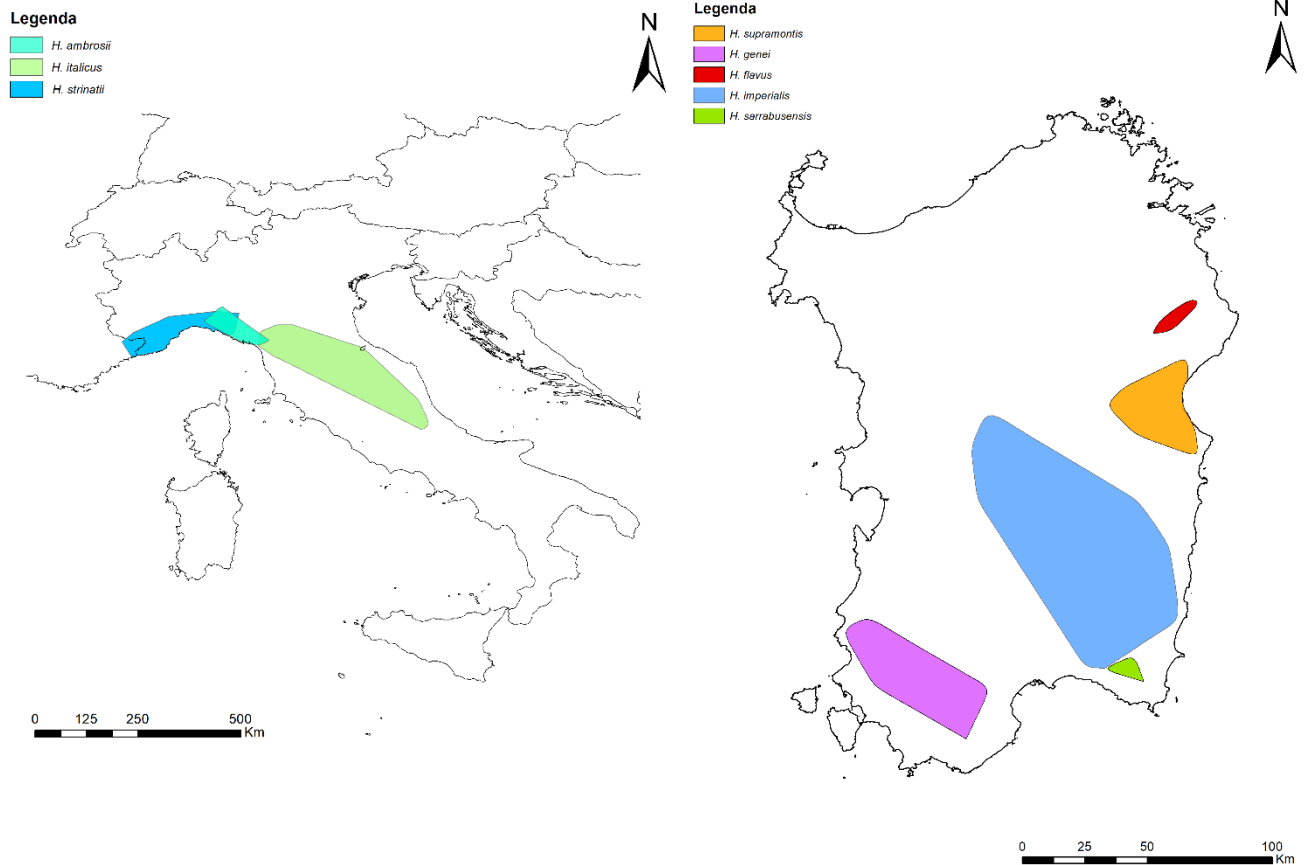 Legenda
H. ambrosii
H. italicus
H. strinatii
N
0 125 250 500
Km
Legenda
H. supramontis
H. genei
H. flavus
H. imperialis
H. sarrabusensis
N
0 25 50 100
Km